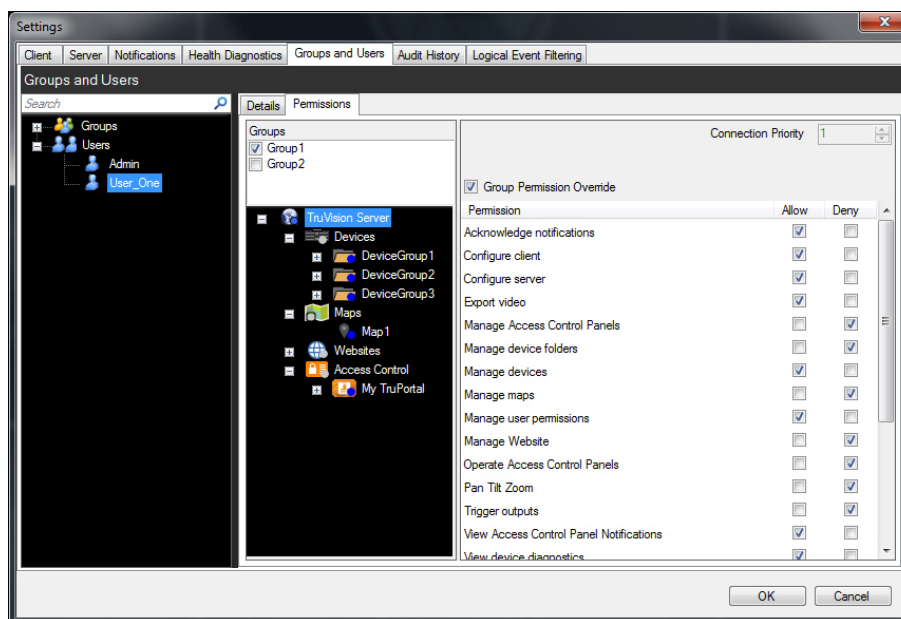 Settings
Client Server Notifications Health Diagnostics Groups and Users Audit History Logical Event Filtering
Groups and Users
Search
Groups
Users
Admin
User_One
Details Permissions
Groups
Group1
Group2
TruVision Server
Devices
DeviceGroup1
DeviceGroup2
DeviceGroup3
Maps
Map1
Websites
Access Control
My TruPortal
Connection Priority 1
Group Permission Override
Permission Allow Deny
Acknowledge notifications
Configure client
Configure server
Export video
Manage Access Control Panels
Manage device folders
Manage devices
Manage maps
Manage user permissions
Manage Website
Operate Access Control Panels
Pan Tilt Zoom
Trigger outputs
View Access Control Panel Notifications
View device diagnostics
OK Cancel